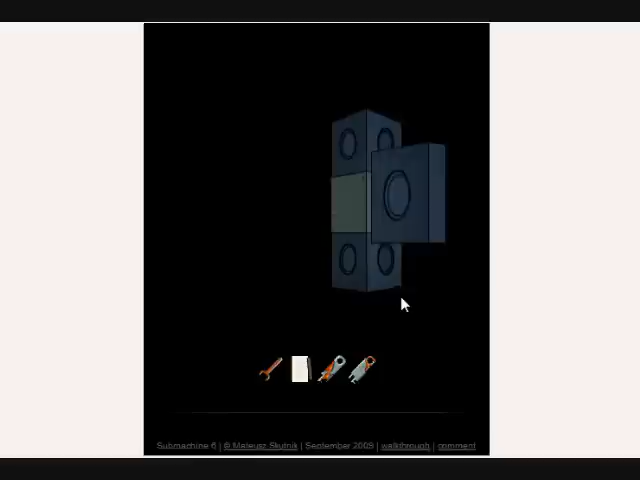 Submachine 6 | © Mateusz Skutnik | September 2009 | walkthrough | comment